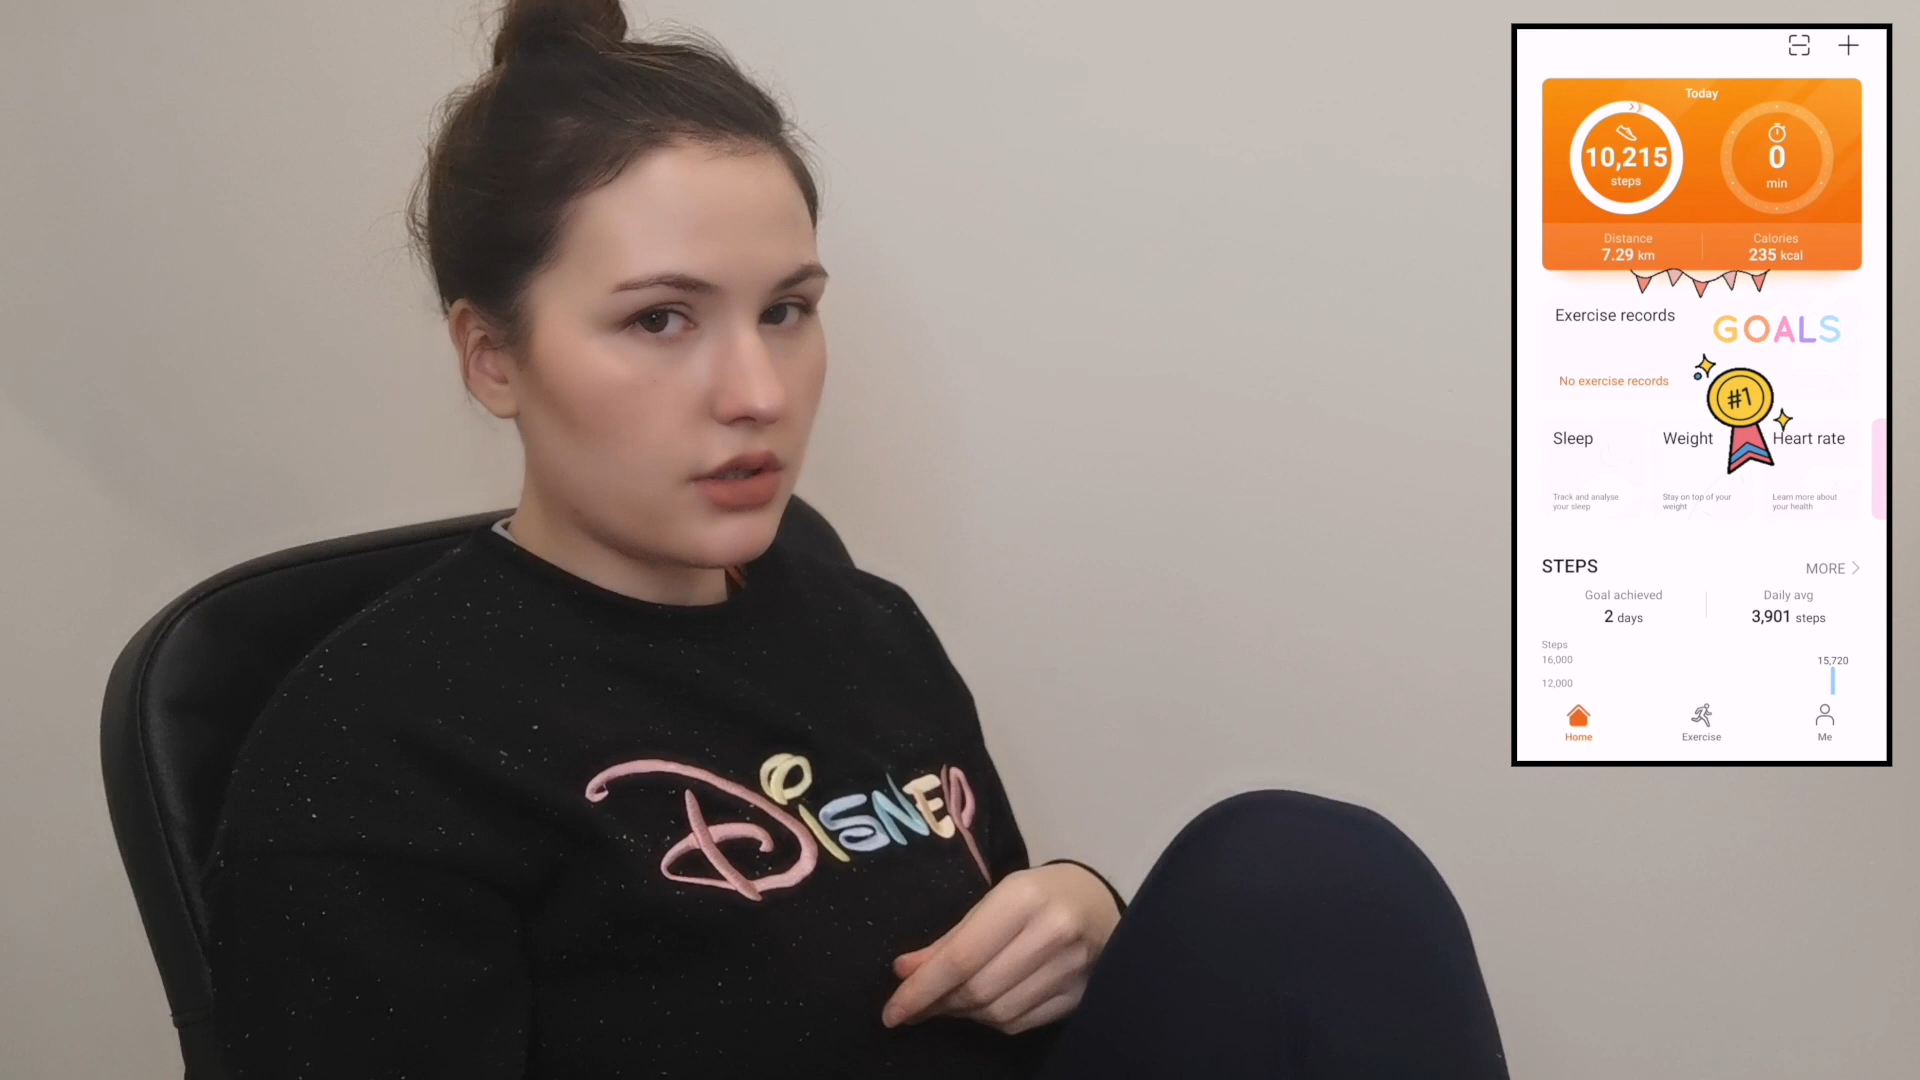 Disney
Today
10,215
steps
0
min
Distance
7.29 km
Calories
235 kcal
Exercise records
GOALS
No exercise records
#1
Sleep
Weight
Heart rate
Track and analyse
your sleep
Stay on top of your
weight
Learn more about
your health
STEPS
MORE
Goal achieved
2 days
Daily avg
3,901 steps
Steps
16,000
15,720
12,000
Home
Exercise
Me